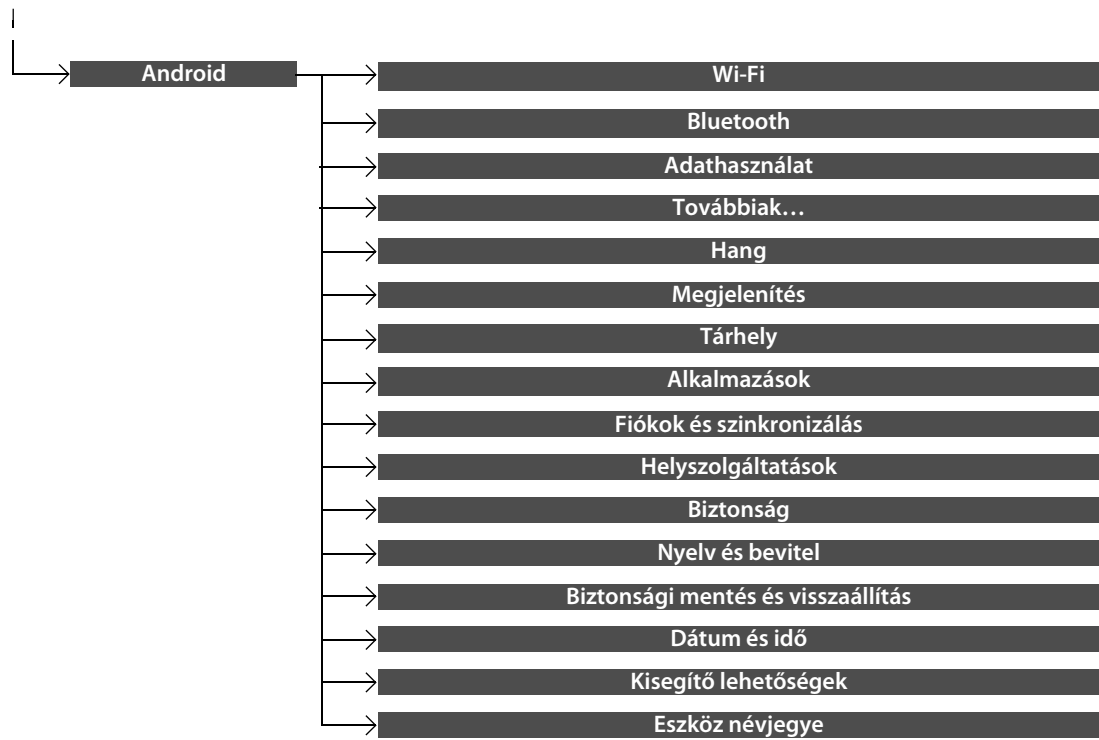 Android
Wi-Fi
Bluetooth
Adathasználat
Továbbiak…
Hang
Megjelenítés
Tárhely
Alkalmazások
Fiókok és szinkronizálás
Helyszolgáltatások
Biztonság
Nyelv és bevitel
Biztonsági mentés és visszaállítás
Dátum és idő
Kisegítő lehetőségek
Eszköz névjegye